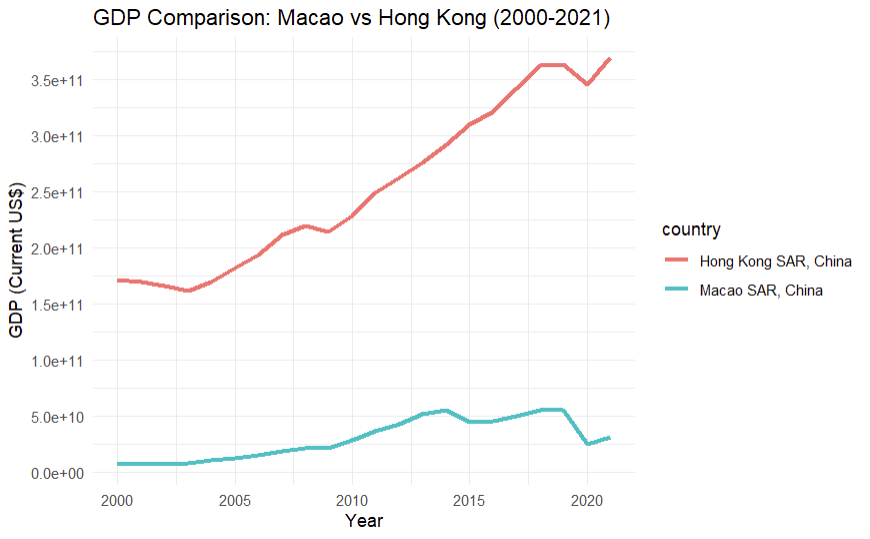 GDP Comparison: Macao vs Hong Kong (2000-2021)
GDP (Current US$)
3.5e+11
3.0e+11
2.5e+11
2.0e+11
1.5e+11
1.0e+11
5.0e+10
0.0e+00
2000 2005 2010 2015 2020
Year
country
Hong Kong SAR, China
Macao SAR, China